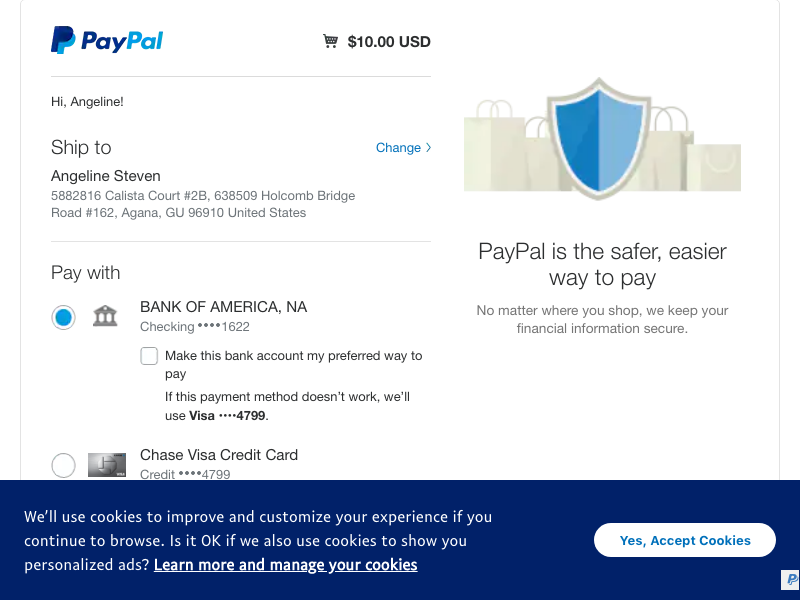 PayPal
$10.00 USD
Hi, Angeline!
Ship to
Change
Angeline Steven
5882816 Calista Court #2B, 638509 Holcomb Bridge
Road #162, Agana, GU 96910 United States
Pay with
BANK OF AMERICA, NA
Checking ••••1622
Make this bank account my preferred way to
pay
If this payment method doesn’t work, we’ll
use Visa ••••4799.
Chase Visa Credit Card
Credit ••••4799
VISA
PayPal is the safer, easier
way to pay
No matter where you shop, we keep your
financial information secure.
We’ll use cookies to improve and customize your experience if you
continue to browse. Is it OK if we also use cookies to show you
personalized ads? Learn more and manage your cookies
Yes, Accept Cookies